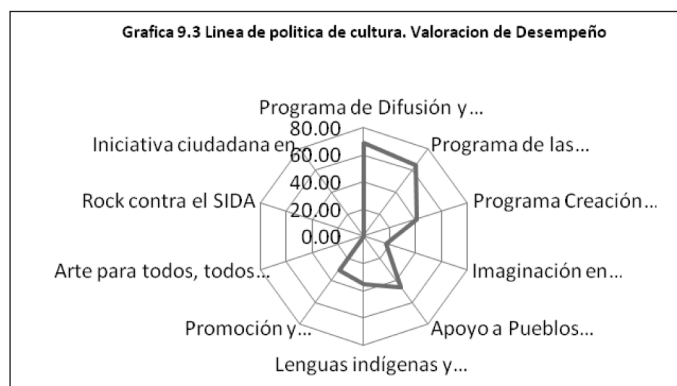 Grafica 9.3 Linea de politica de cultura. Valoracion de Desempeño
Programa de Difusión y...
80.00
Iniciativa ciudadana en...
Programa de las...
60.00
40.00
Rock contra el SIDA
Programa Creación...
20.00
0.00
Arte para todos, todos...
Imaginación en...
Promoción y...
Apoyo a Pueblos...
Lenguas indígenas y...